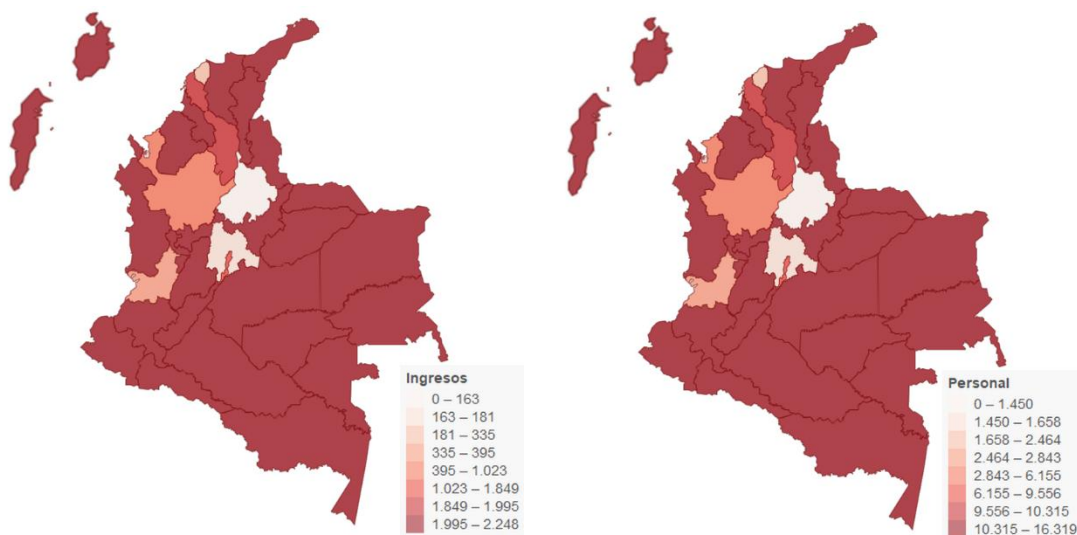 Ingresos
0 – 163
163 – 181
181 – 335
335 – 395
395 – 1.023
1.023 – 1.849
1.849 – 1.995
1.995 – 2.248
Personal
0 – 1.450
1.450 – 1.658
1.658 – 2.464
2.464 – 2.843
2.843 – 6.155
6.155 – 9.556
9.556 – 10.315
10.315 – 16.319